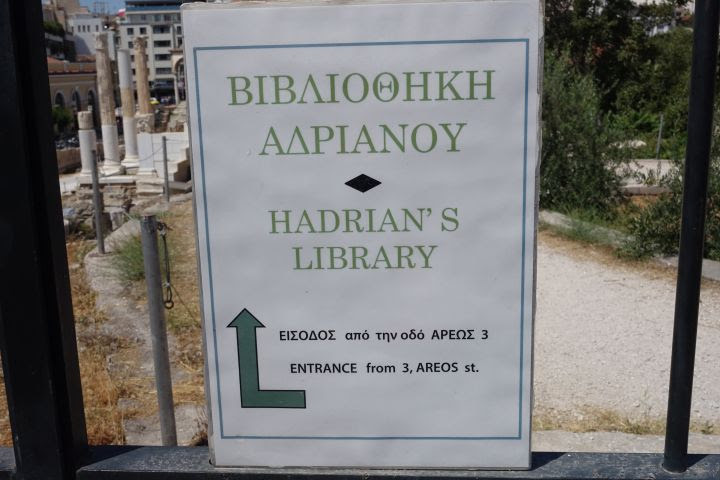 ΒΙΒΛΙΟΘΗΚΗ
ΑΔΡΙΑΝΟΥ
HADRIAN' S
LIBRARY
ΕΙΣΟΔΟΣ από την οδό ΑΡΕΩΣ 3
ENTRANCE from 3, AREOS st.